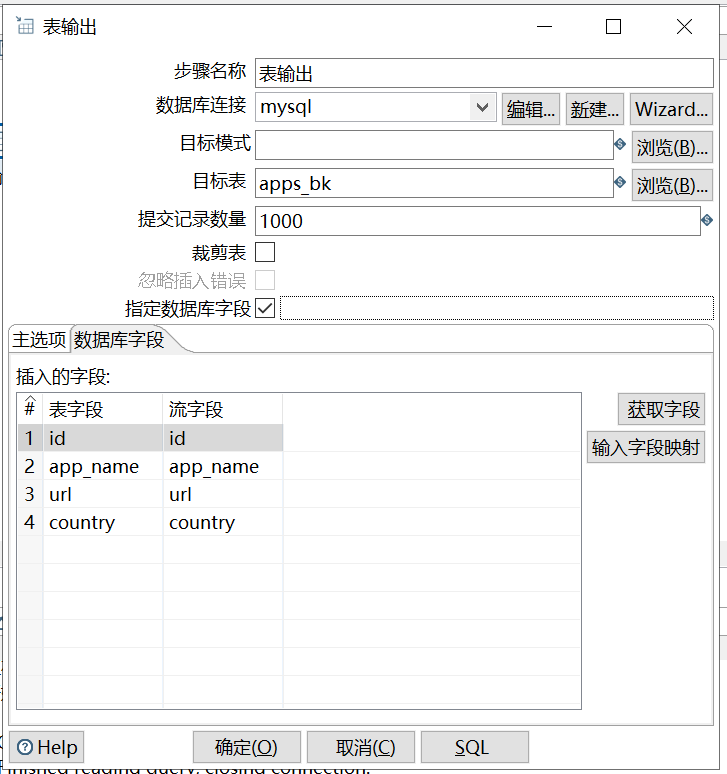 表输出
步骤名称 表输出
数据库连接 mysql 编辑... 新建... Wizard...
目标模式 浏览(B)...
目标表 apps_bk 浏览(B)...
提交记录数量 1000
裁剪表
忽略插入错误
指定数据库字段
主选项 数据库字段
插入的字段:
# 表字段 流字段 获取字段
1 id id
输入字段映射
2 app_name app_name
3 url url
4 country country
Help 确定(O) 取消(C) SQL
Finished reading query, closing connection.